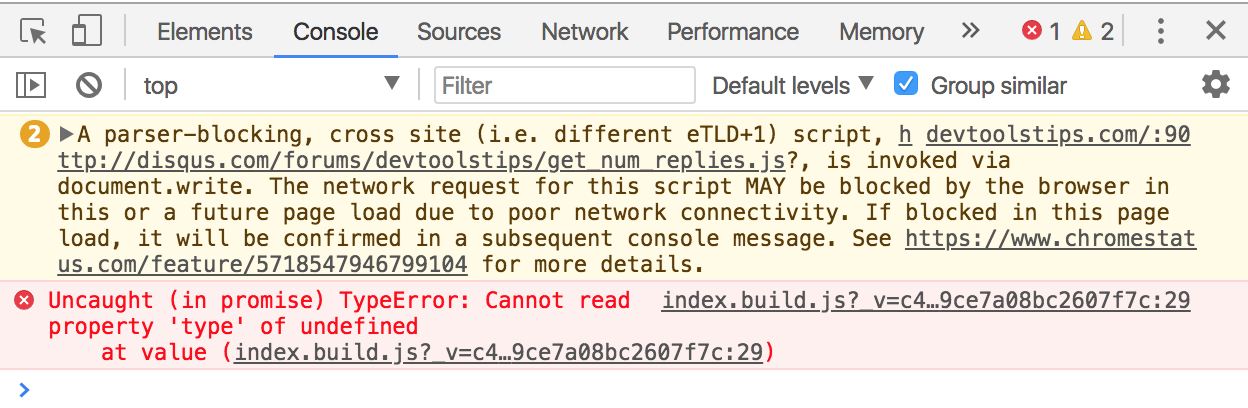 Elements Console Sources Network Performance Memory » 1 2
top ▼ Filter Default levels ▼ Group similar
2 ▶A parser-blocking, cross site (i.e. different eTLD+1) script, h devtoolstips.com/:90
ttp://disqus.com/forums/devtoolstips/get_num_replies.js?, is invoked via
document.write. The network request for this script MAY be blocked by the browser in
this or a future page load due to poor network connectivity. If blocked in this page
load, it will be confirmed in a subsequent console message. See https://www.chromestat
us.com/feature/5718547946799104 for more details.
Uncaught (in promise) TypeError: Cannot read index.build.js?_v=c4…9ce7a08bc2607f7c:29
property 'type' of undefined
at value (index.build.js?_v=c4…9ce7a08bc2607f7c:29)